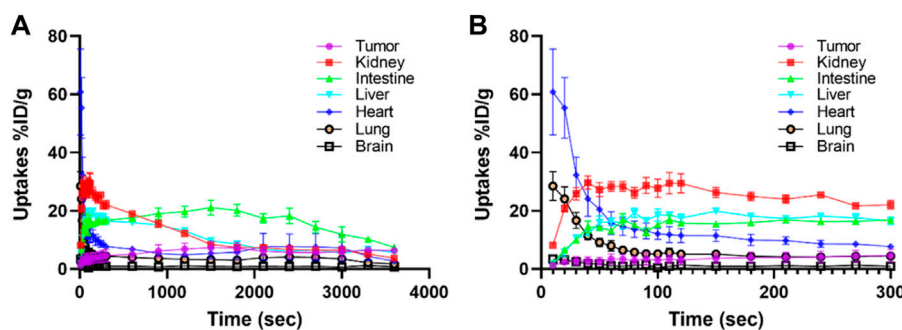 A
Uptakes %ID/g
80
60
40
20
0
0
1000
2000
3000
4000
Time (sec)
Tumor
Kidney
Intestine
Liver
Heart
Lung
Brain
B
Uptakes %ID/g
80
60
40
20
0
0
100
200
300
Time (sec)
Tumor
Kidney
Intestine
Liver
Heart
Lung
Brain